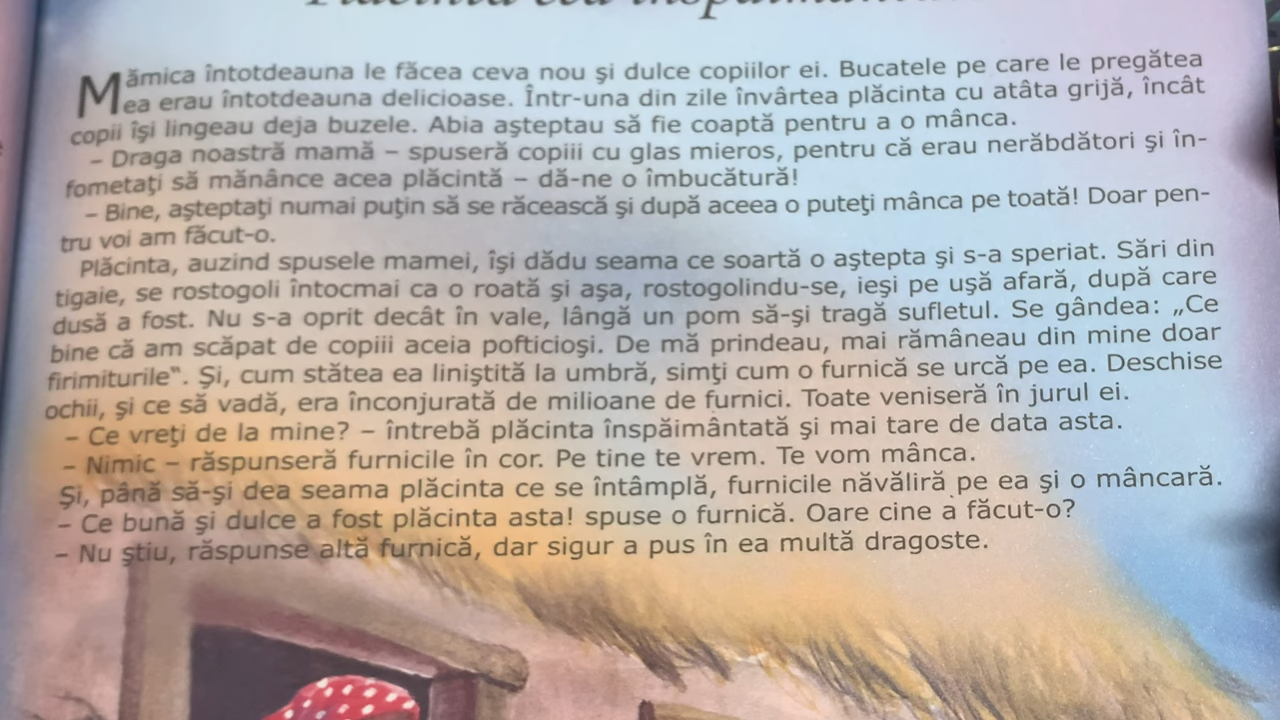 Mămica întotdeauna le făcea ceva nou şi dulce copiilor ei. Bucatele pe care le pregătea
ea erau întotdeauna delicioase. Într-una din zile învârtea plăcinta cu atâta grijă, încât
copii îşi lingeau deja buzele. Abia aşteptau să fie coaptă pentru a o mânca.
– Draga noastră mamă – spuseră copiii cu glas mieros, pentru că erau nerăbdători şi în-
fometaţi să mănânce acea plăcintă – dă-ne o îmbucătură!
– Bine, aşteptaţi numai puţin să se răcească şi după aceea o puteţi mânca pe toată! Doar pen-
tru voi am făcut-o.
Plăcinta, auzind spusele mamei, îşi dădu seama ce soartă o aştepta şi s-a speriat. Sări din
tigaie, se rostogoli întocmai ca o roată şi aşa, rostogolindu-se, ieşi pe uşă afară, după care
dusă a fost. Nu s-a oprit decât în vale, lângă un pom să-şi tragă sufletul. Se gândea: „Ce
bine că am scăpat de copiii aceia pofticioşi. De mă prindeau, mai rămâneau din mine doar
firimiturile‟. Şi, cum stătea ea liniştită la umbră, simţi cum o furnică se urcă pe ea. Deschise
ochii, şi ce să vadă, era înconjurată de milioane de furnici. Toate veniseră în jurul ei.
– Ce vreţi de la mine? – întrebă plăcinta înspăimântată şi mai tare de data asta.
– Nimic – răspunseră furnicile în cor. Pe tine te vrem. Te vom mânca.
Şi, până să-şi dea seama plăcinta ce se întâmplă, furnicile năvăliră pe ea şi o mâncară.
– Ce bună şi dulce a fost plăcinta asta! spuse o furnică. Oare cine a făcut-o?
– Nu ştiu, răspunse altă furnică, dar sigur a pus în ea multă dragoste.